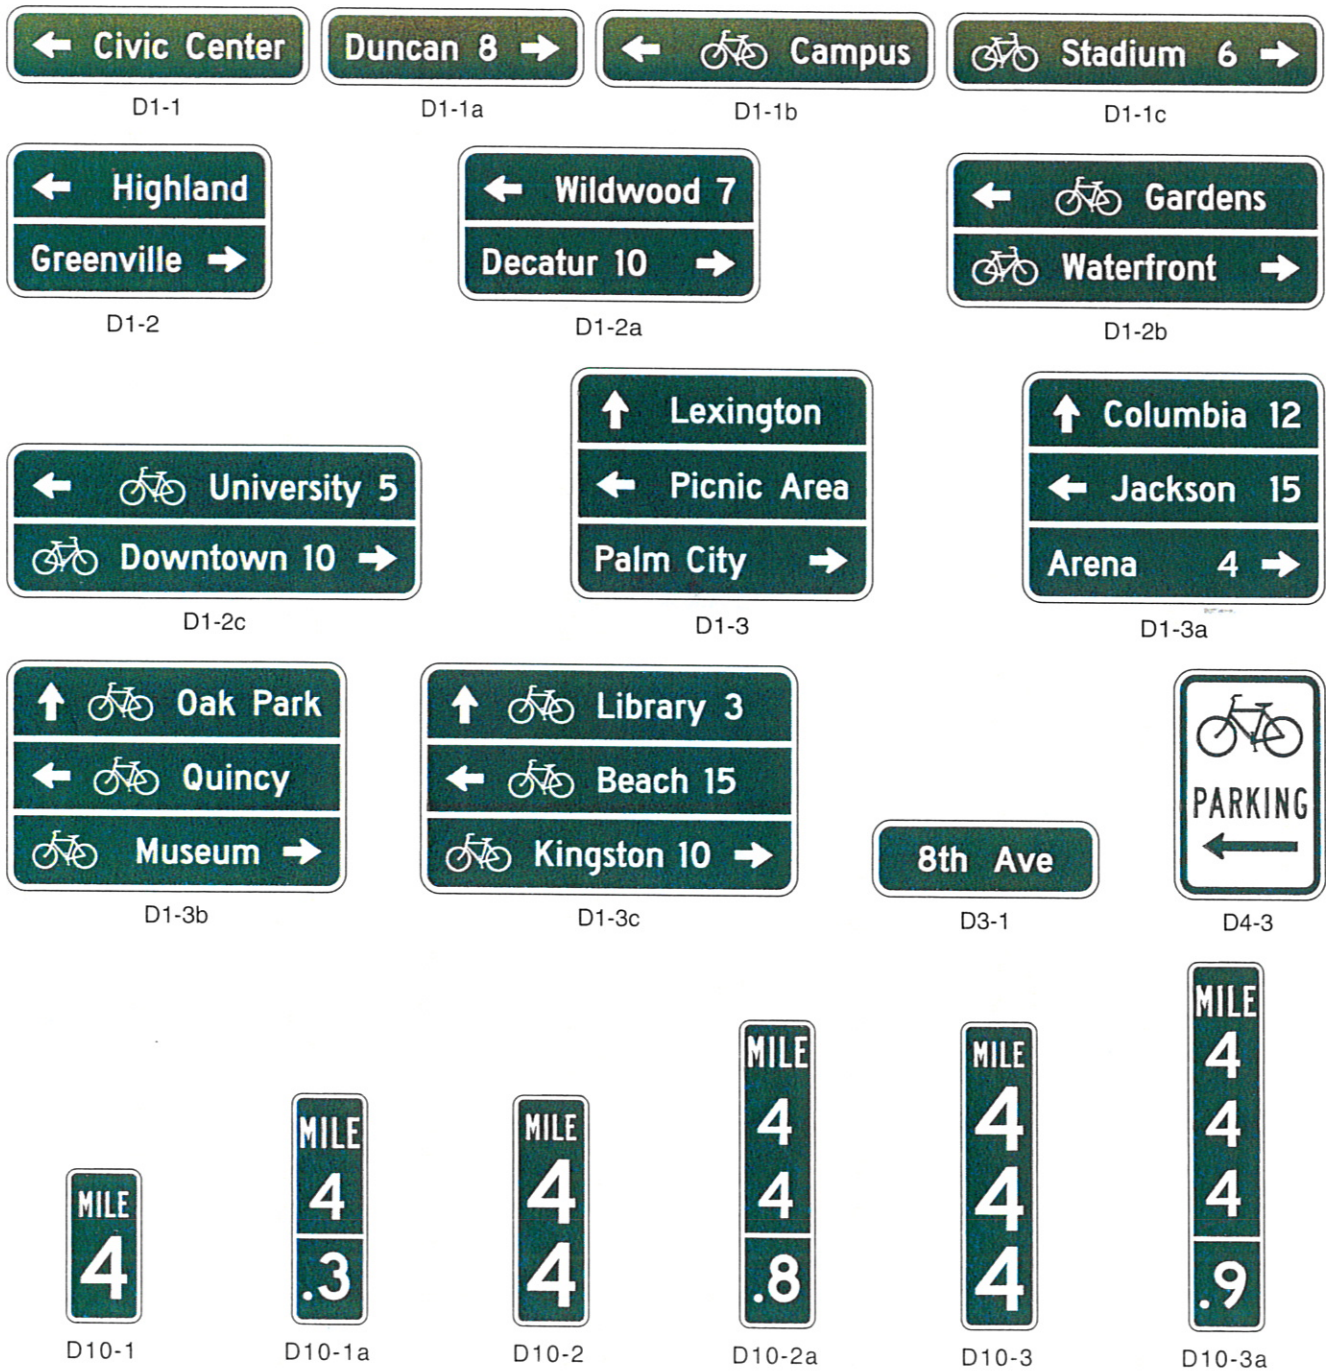 Civic Center
Duncan 8
Campus
Stadium 6
D1-1
D1-1a
D1-1b
D1-1c
Highland
Greenville
Wildwood 7
Decatur 10
Gardens
Waterfront
D1-2
D1-2a
D1-2b
University 5
Downtown 10
Lexington
Picnic Area
Palm City
Columbia 12
Jackson 15
Arena 4
D1-2c
D1-3
D1-3a
Oak Park
Quincy
Museum
Library 3
Beach 15
Kingston 10
8th Ave
PARKING
D1-3b
D1-3c
D3-1
D4-3
MILE
4
MILE
4
.3
MILE
4
4
MILE
4
4
.8
MILE
4
4
4
MILE
4
4
4
.9
D10-1
D10-1a
D10-2
D10-2a
D10-3
D10-3a